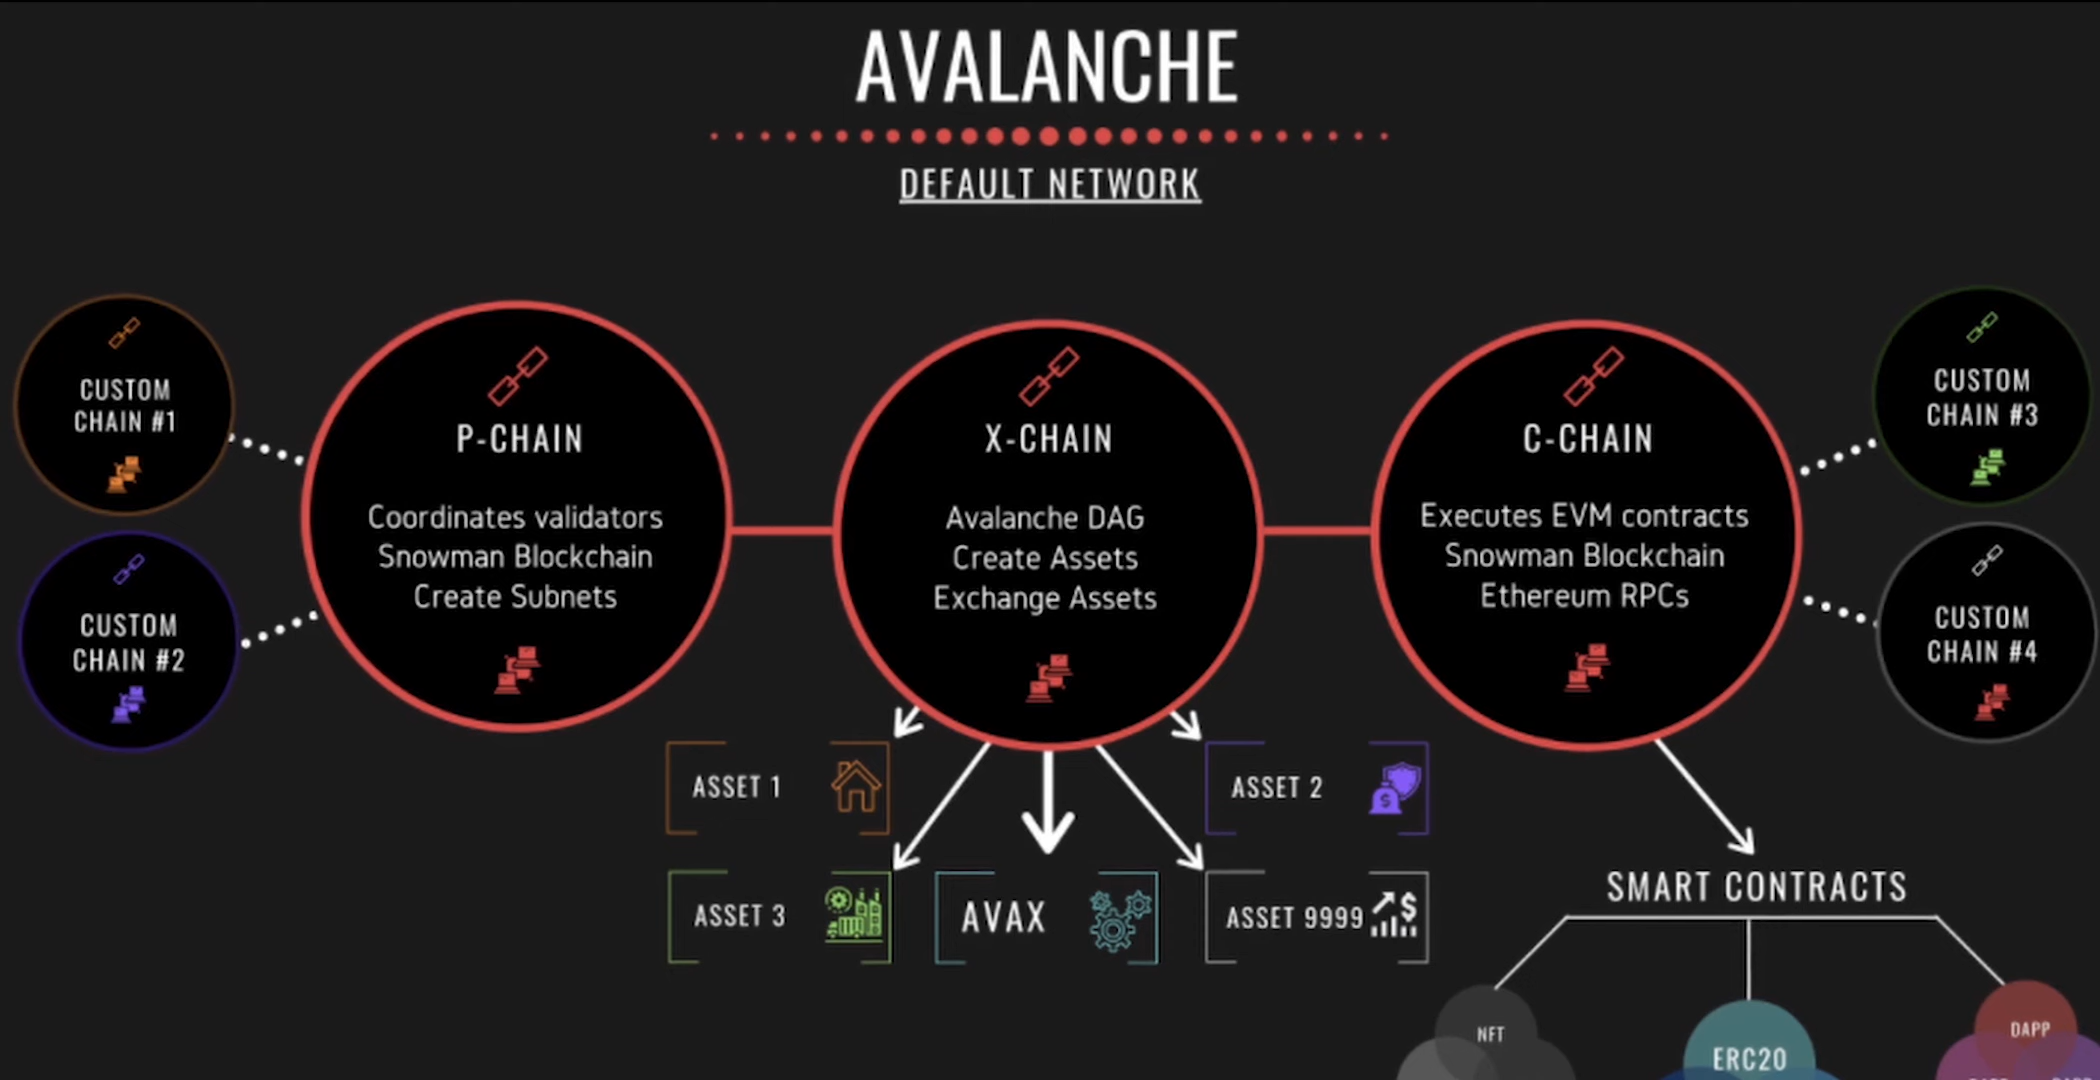 AVALANCHE
DEFAULT NETWORK
CUSTOM
CHAIN #1
CUSTOM
CHAIN #2
P-CHAIN
Coordinates validators
Snowman Blockchain
Create Subnets
X-CHAIN
Avalanche DAG
Create Assets
Exchange Assets
C-CHAIN
Executes EVM contracts
Snowman Blockchain
Ethereum RPCs
CUSTOM
CHAIN #3
CUSTOM
CHAIN #4
ASSET 1
ASSET 2
ASSET 3
AVAX
ASSET 9999
SMART CONTRACTS
NFT
ERC20
DAPP